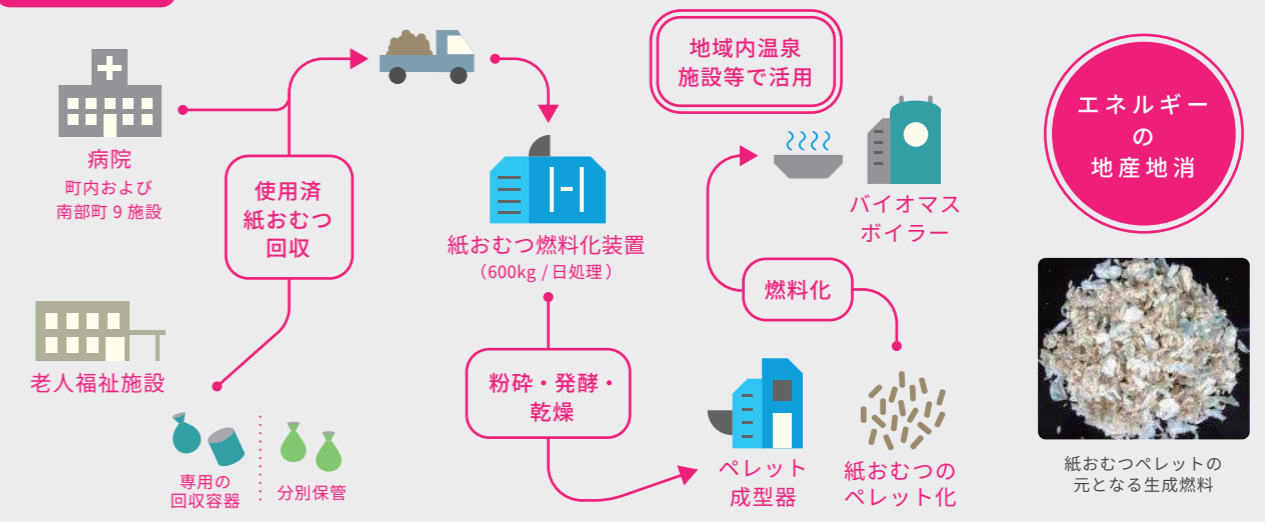 病院
町内および
南部町9施設
使用済
紙おむつ
回収
老人福祉施設
専用の
回収容器
分別保管
紙おむつ燃料化装置
（600kg / 日処理）
粉砕・発酵・
乾燥
ペレット
成型器
紙おむつの
ペレット化
燃料化
地域内温泉
施設等で活用
バイオマス
ボイラー
エネルギー
の
地産地消
紙おむつペレットの
元となる生成燃料